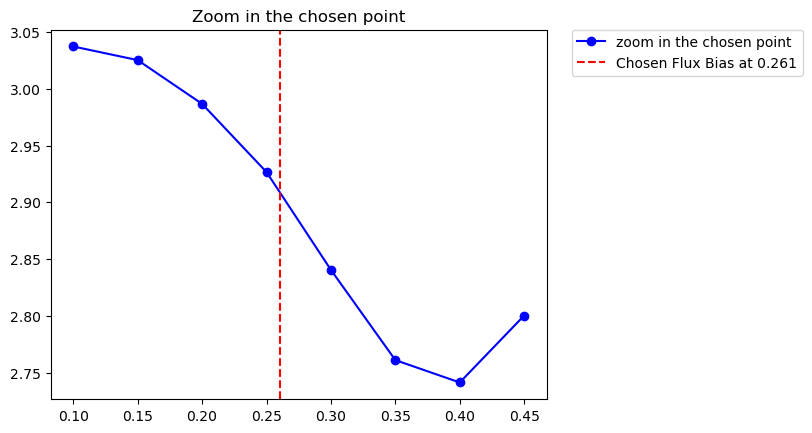 Zoom in the chosen point
3.05
3.00
2.95
2.90
2.85
2.80
2.75
0.10 0.15 0.20 0.25 0.30 0.35 0.40 0.45
zoom in the chosen point
Chosen Flux Bias at 0.261